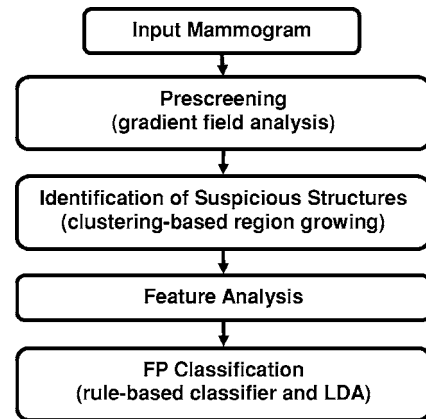 Input Mammogram
Prescreening
(gradient field analysis)
Identification of Suspicious Structures
(clustering-based region growing)
Feature Analysis
FP Classification
(rule-based classifier and LDA)